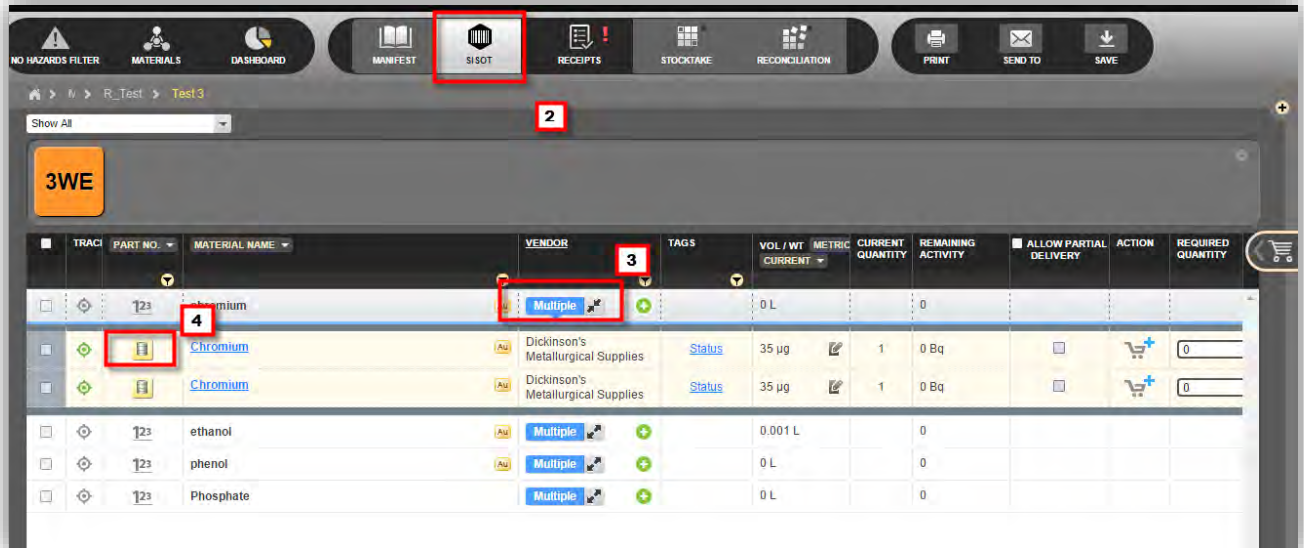 NO HAZARDS FILTER MATERIALS DASHBOARD MANIFEST SISOT RECEIPTS STOCKTAKE RECONCILIATION PRINT SEND TO SAVE
> > R_Test > Test 3
Show All
2
3WE
TRACI PART NO. MATERIAL NAME VENDOR TAGS VOL / WT METRIC CURRENT REMAINING ALLOW PARTIAL ACTION REQUIRED
CURRENT QUANTITY ACTIVITY DELIVERY QUANTITY
3
123 chromium Au Multiple 0 L 0
4
Chromium Au Dickinson's Metallurgical Supplies Status 35 µg 1 0 Bq 0
Chromium Au Dickinson's Metallurgical Supplies Status 35 µg 1 0 Bq 0
123 ethanol Au Multiple 0.001 L 0
123 phenol Au Multiple 0 L 0
123 Phosphate Multiple 0 L 0